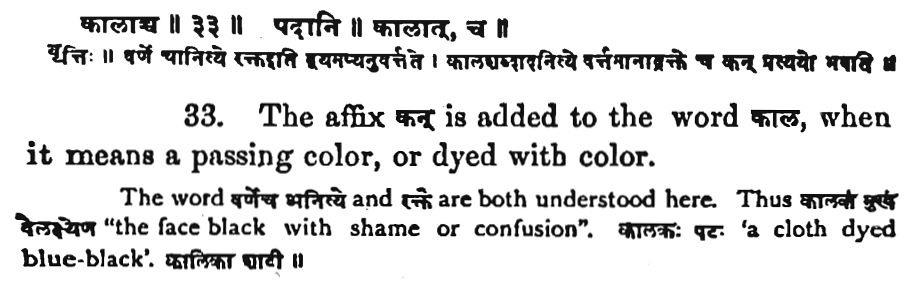 कालाच्च ॥ ३३ ॥ पदानि ॥ कालात्, च ॥
वृत्तिः ॥ वर्णे चानित्ये रक्तइति द्वयमप्यनुवर्त्तते । कालशब्दादनित्ये वर्त्तमानाद्रक्ते च कन् प्रत्ययो भवति ॥
33. The affix कन् is added to the word काल, when
it means a passing color, or dyed with color.
The word वर्णेच अनित्ये and रक्ते are both understood here. Thus कालकं मुखं
वैलक्ष्येण "the face black with shame or confusion". कालकः पटः 'a cloth dyed
blue-black'. कालिका शाटी ॥